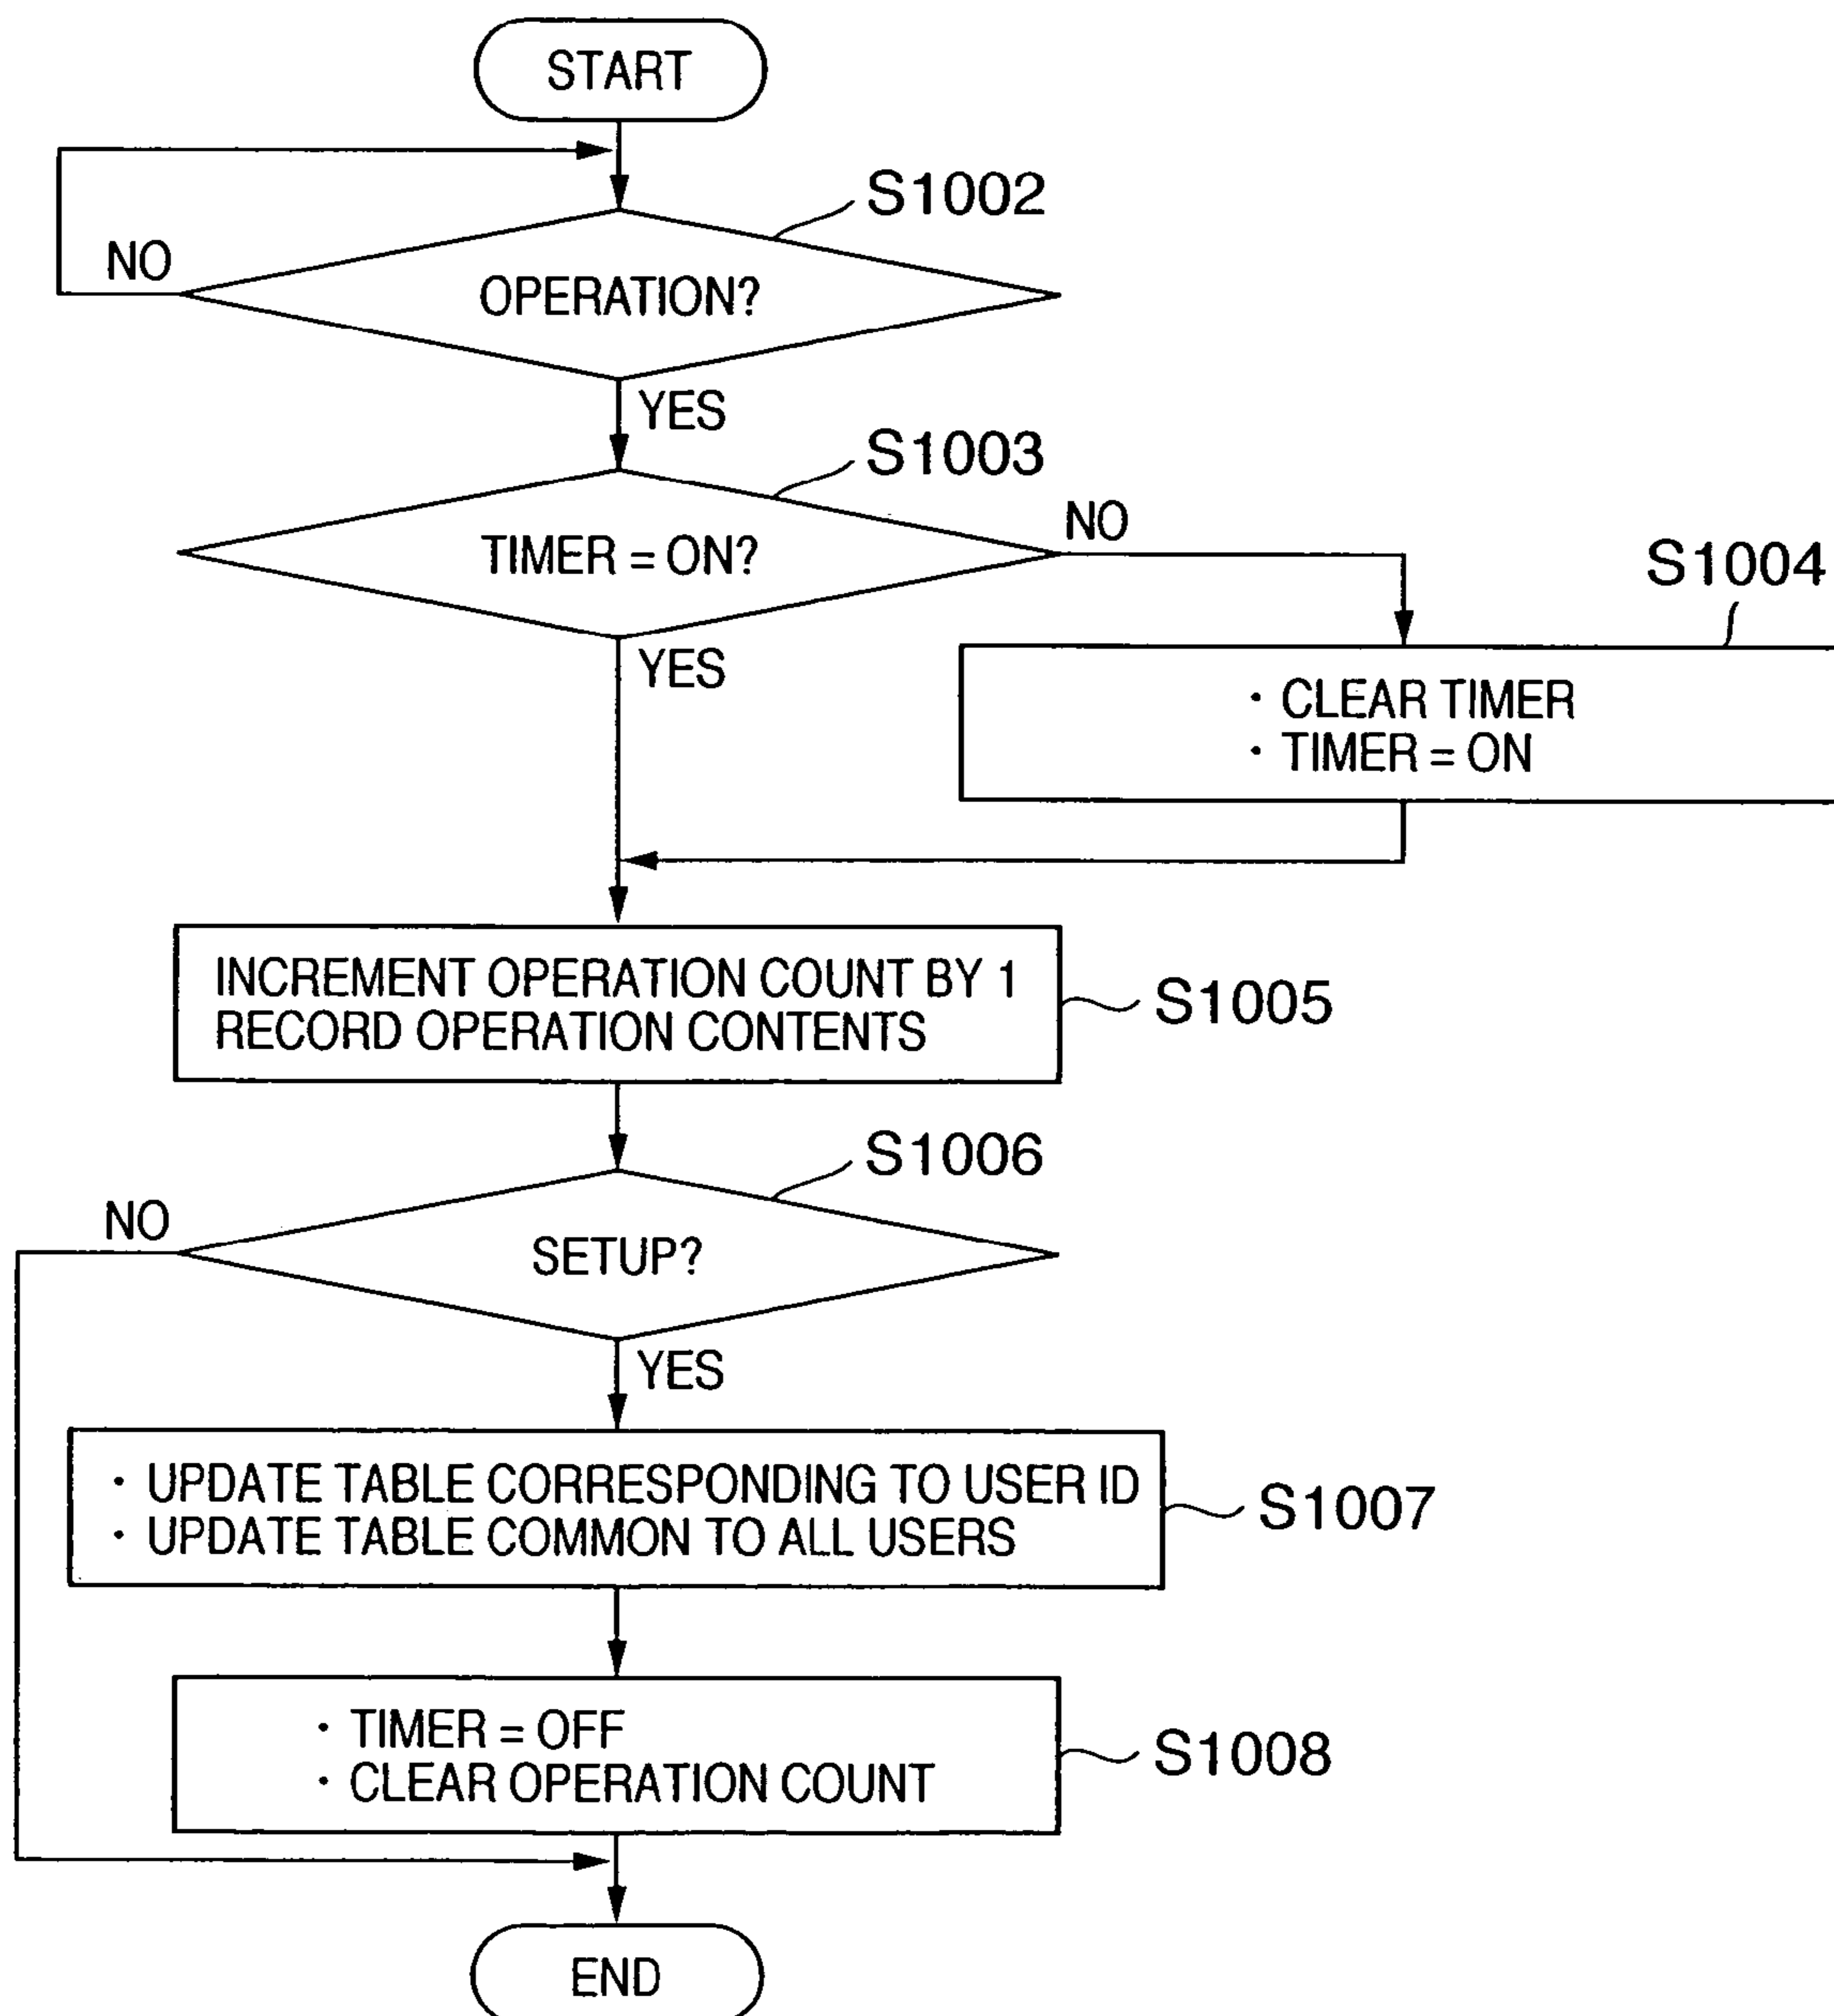 START
S1002
NO
OPERATION?
YES
S1003
NO
TIMER = ON?
S1004
YES
· CLEAR TIMER
· TIMER = ON
INCREMENT OPERATION COUNT BY 1
RECORD OPERATION CONTENTS
S1005
S1006
NO
SETUP?
YES
· UPDATE TABLE CORRESPONDING TO USER ID
· UPDATE TABLE COMMON TO ALL USERS
S1007
· TIMER = OFF
· CLEAR OPERATION COUNT
S1008
END